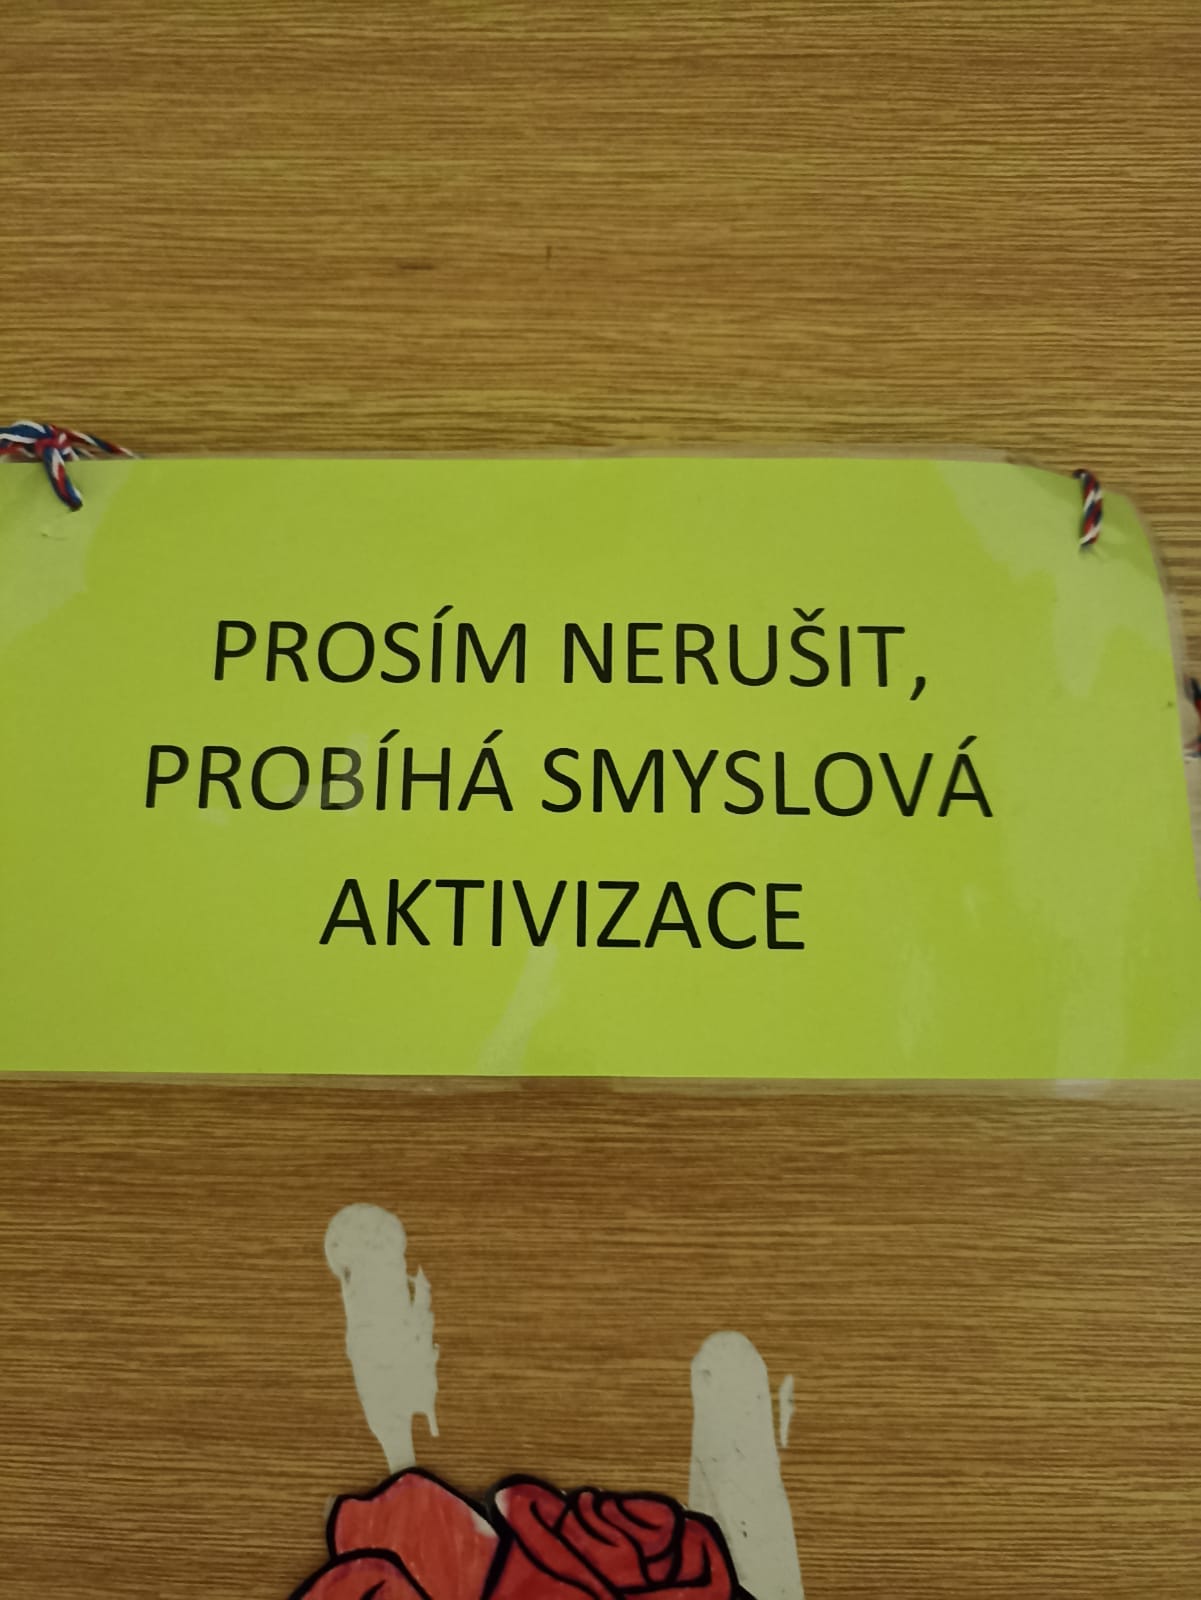 PROSÍM NERUŠIT,
PROBÍHÁ SMYSLOVÁ
AKTIVIZACE